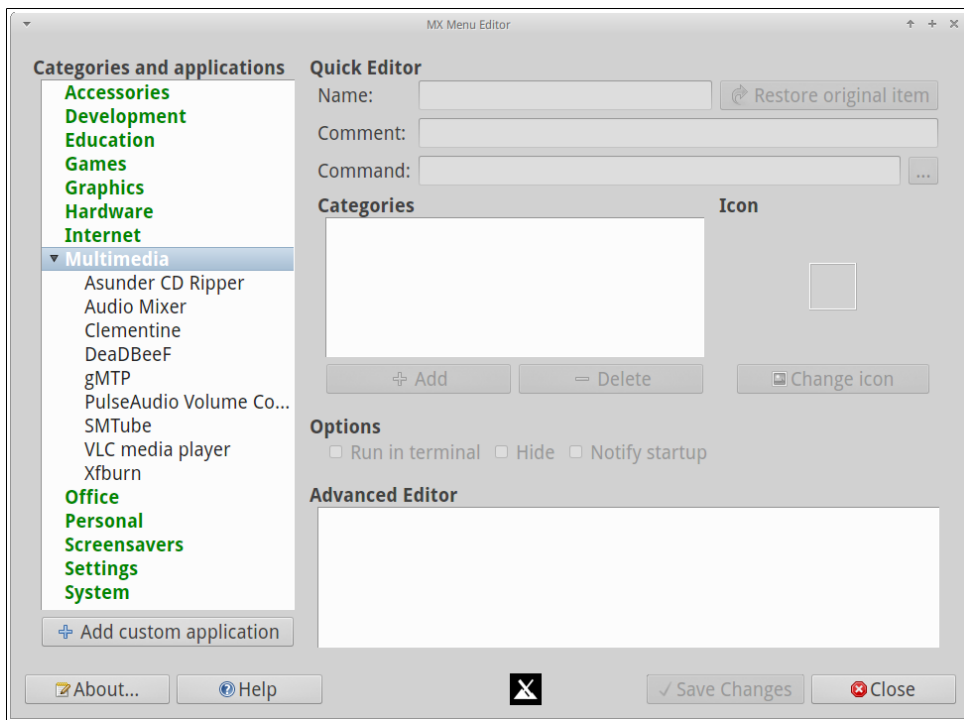 MX Menu Editor
Categories and applications
Accessories
Development
Education
Games
Graphics
Hardware
Internet
Multimedia
Asunder CD Ripper
Audio Mixer
Clementine
DeaDBeeF
gMTP
PulseAudio Volume Co...
SMTube
VLC media player
Xfburn
Office
Personal
Screensavers
Settings
System
Add custom application
Quick Editor
Name:
Restore original item
Comment:
Command:
...
Categories
Icon
Add
Delete
Change icon
Options
Run in terminal
Hide
Notify startup
Advanced Editor
About...
Help
Save Changes
Close